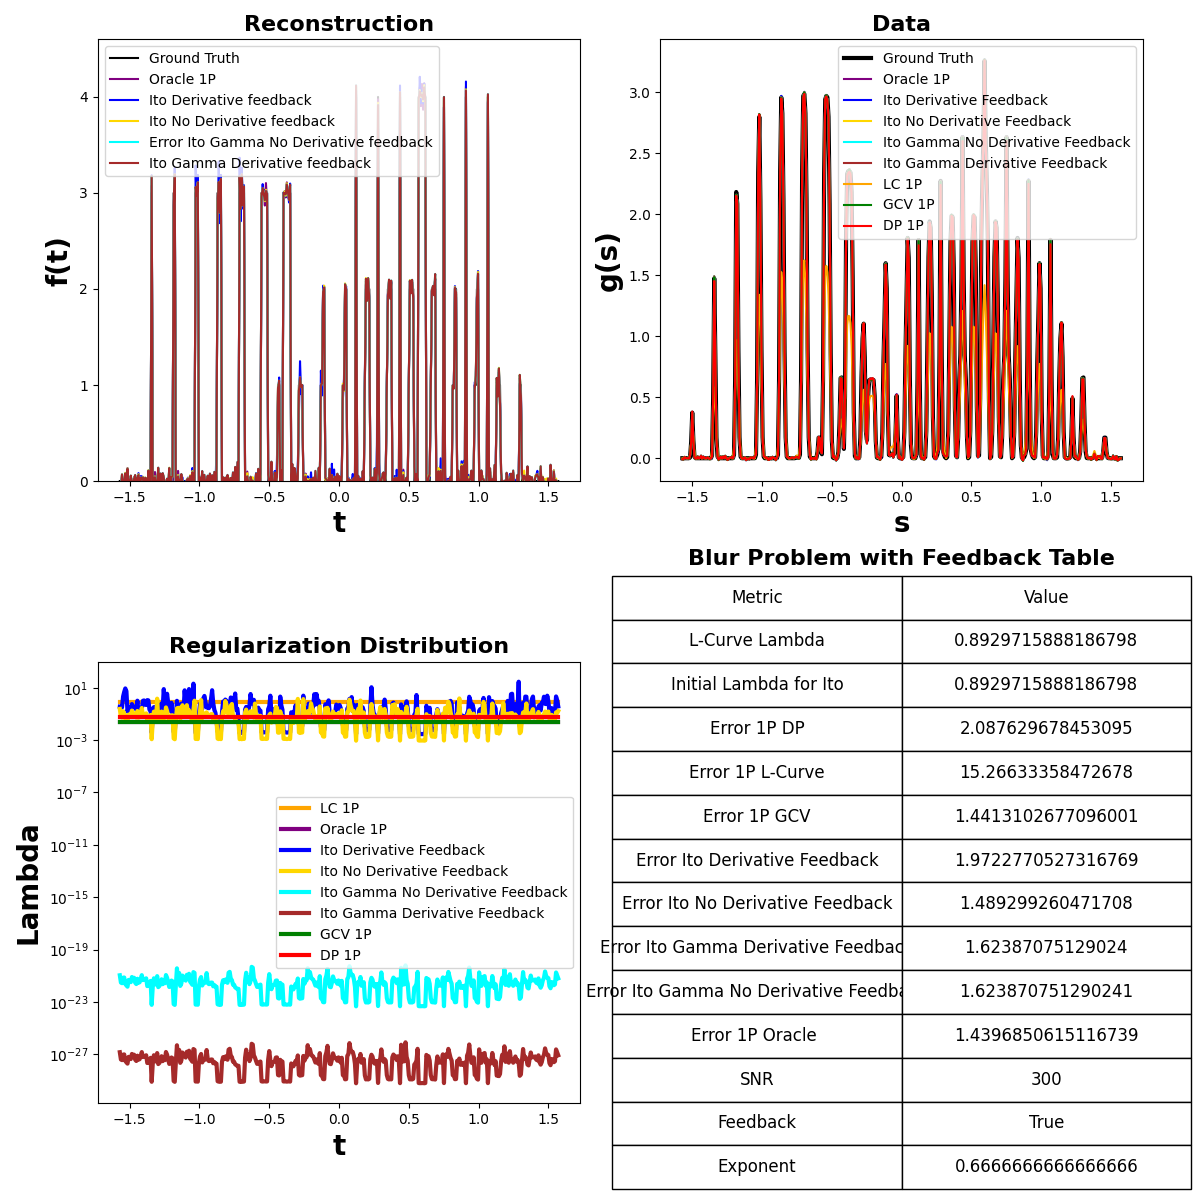 Reconstruction
Ground Truth
Oracle 1P
Ito Derivative feedback
Ito No Derivative feedback
Error Ito Gamma No Derivative feedback
Ito Gamma Derivative feedback
f(t)
4
3
2
1
0
−1.5 −1.0 −0.5 0.0 0.5 1.0 1.5
t
Data
Ground Truth
Oracle 1P
Ito Derivative Feedback
Ito No Derivative Feedback
Ito Gamma No Derivative Feedback
Ito Gamma Derivative Feedback
LC 1P
GCV 1P
DP 1P
g(s)
3.0
2.5
2.0
1.5
1.0
0.5
0.0
−1.5 −1.0 −0.5 0.0 0.5 1.0 1.5
s
Regularization Distribution
Lambda
10^1
10^−3
10^−7
10^−11
10^−15
10^−19
10^−23
10^−27
LC 1P
Oracle 1P
Ito Derivative Feedback
Ito No Derivative Feedback
Ito Gamma No Derivative Feedback
Ito Gamma Derivative Feedback
GCV 1P
DP 1P
−1.5 −1.0 −0.5 0.0 0.5 1.0 1.5
t
Blur Problem with Feedback Table
Metric Value
L-Curve Lambda 0.8929715888186798
Initial Lambda for Ito 0.8929715888186798
Error 1P DP 2.087629678453095
Error 1P L-Curve 15.26633358472678
Error 1P GCV 1.4413102677096001
Error Ito Derivative Feedback 1.9722770527316769
Error Ito No Derivative Feedback 1.489299260471708
Error Ito Gamma Derivative Feedbac 1.62387075129024
Error Ito Gamma No Derivative Feedba 1.623870751290241
Error 1P Oracle 1.4396850615116739
SNR 300
Feedback True
Exponent 0.6666666666666666